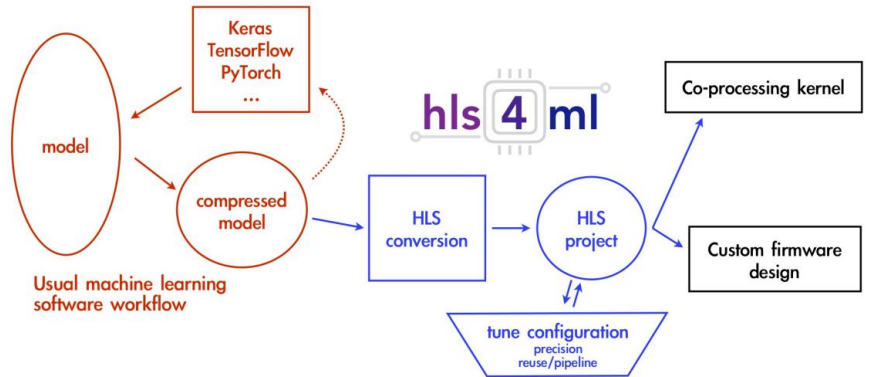 Keras
TensorFlow
PyTorch
...
model
compressed
model
Usual machine learning
software workflow
hls 4 ml
HLS
conversion
HLS
project
tune configuration
precision
reuse/pipeline
Co-processing kernel
Custom firmware
design